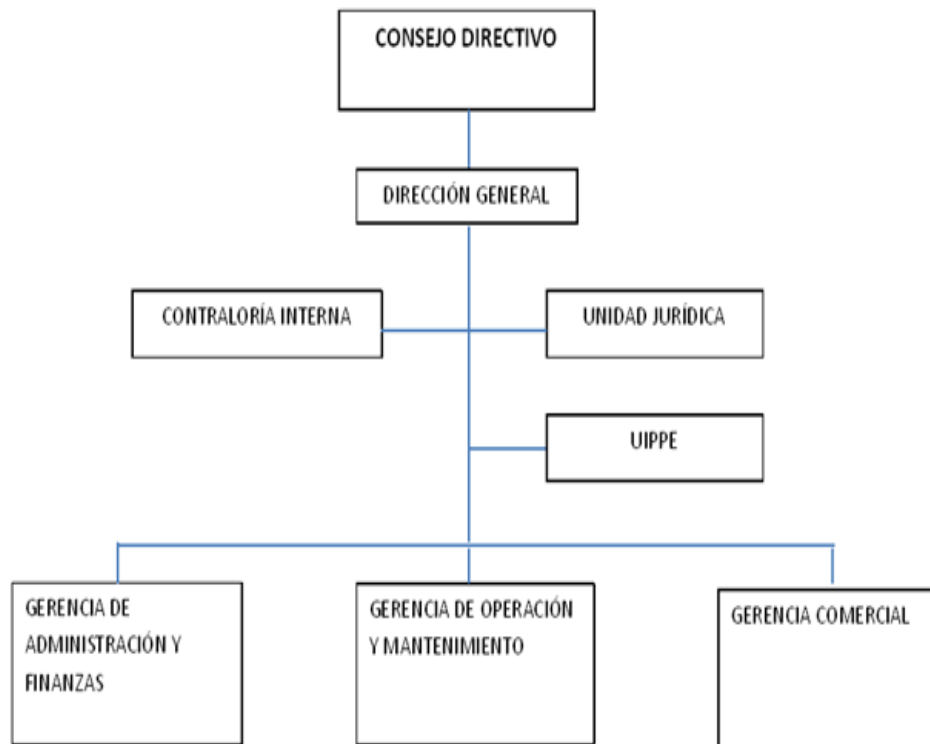 CONSEJO DIRECTIVO
DIRECCIÓN GENERAL
CONTRALORÍA INTERNA
UNIDAD JURÍDICA
UIPPE
GERENCIA DE
ADMINISTRACIÓN Y
FINANZAS
GERENCIA DE OPERACIÓN
Y MANTENIMIENTO
GERENCIA COMERCIAL